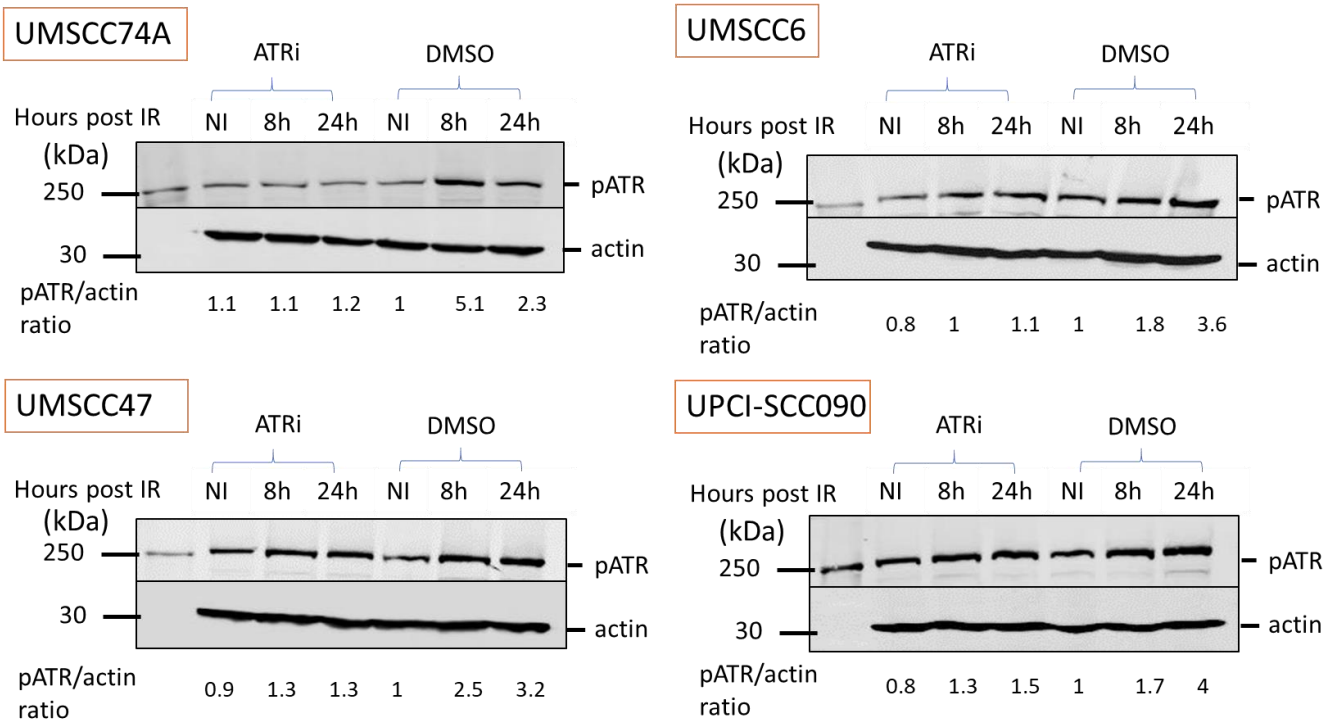 UMSCC74A
ATRi DMSO
Hours post IR NI 8h 24h NI 8h 24h
(kDa)
250 pATR
30 actin
pATR/actin 1.1 1.1 1.2 1 5.1 2.3
ratio
UMSCC6
ATRi DMSO
Hours post IR NI 8h 24h NI 8h 24h
(kDa)
250 pATR
30 actin
pATR/actin 0.8 1 1.1 1 1.8 3.6
ratio
UMSCC47
ATRi DMSO
Hours post IR NI 8h 24h NI 8h 24h
(kDa)
250 pATR
30 actin
pATR/actin 0.9 1.3 1.3 1 2.5 3.2
ratio
UPCI-SCC090
ATRi DMSO
Hours post IR NI 8h 24h NI 8h 24h
(kDa)
250 pATR
30 actin
pATR/actin 0.8 1.3 1.5 1 1.7 4
ratio